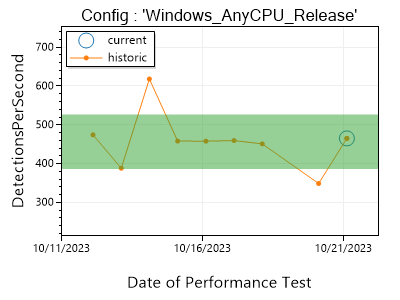 Config : 'Windows_AnyCPU_Release'
current
historic
DetectionsPerSecond
700
600
500
400
300
10/11/2023
10/16/2023
10/21/2023
Date of Performance Test